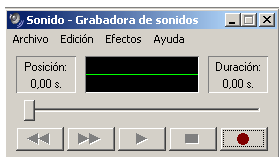 Sonido - Grabadora de sonidos
Archivo Edición Efectos Ayuda
Posición:
0,00 s.
Duración:
0,00 s.